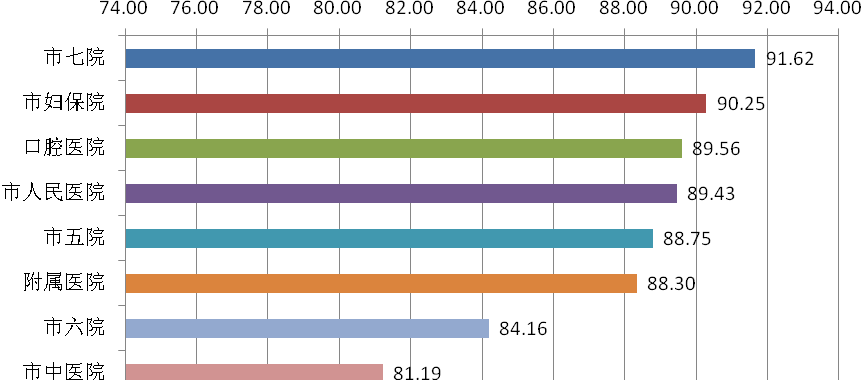 74.00 76.00 78.00 80.00 82.00 84.00 86.00 88.00 90.00 92.00 94.00
市七院 91.62
市妇保院 90.25
口腔医院 89.56
市人民医院 89.43
市五院 88.75
附属医院 88.30
市六院 84.16
市中医院 81.19